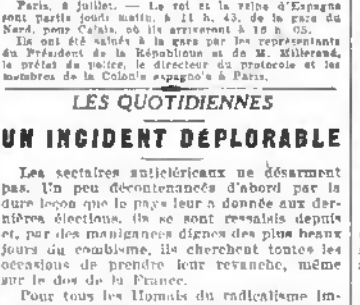 Paris, 8 juillet. — Le roi et la reine d'Espagne
sont partis jeudi matin, à 11 h. 43, de la gare du
Nord, pour Calais, où ils arriveront à 15 h. 05.
Ils ont été salués à la gare par les représentants
du Président de la République et de M. Millerand,
le préfet de police, le directeur du protocole et les
membres de la Colonie espagnole à Paris.
LES QUOTIDIENNES
UN INCIDENT DÉPLORABLE
Les sectaires anticléricaux ne désarment
pas. Un peu décontenancés d'abord par la
dure leçon que le pays leur a donnée aux der-
nières élections, ils se sont ressaisis depuis
et, par des manigances dignes des plus beaux
jours du combisme, ils cherchent toutes les
occasions de prendre leur revanche, même
sur le dos de la France.
Pour tous les Homais du radicalisme im-